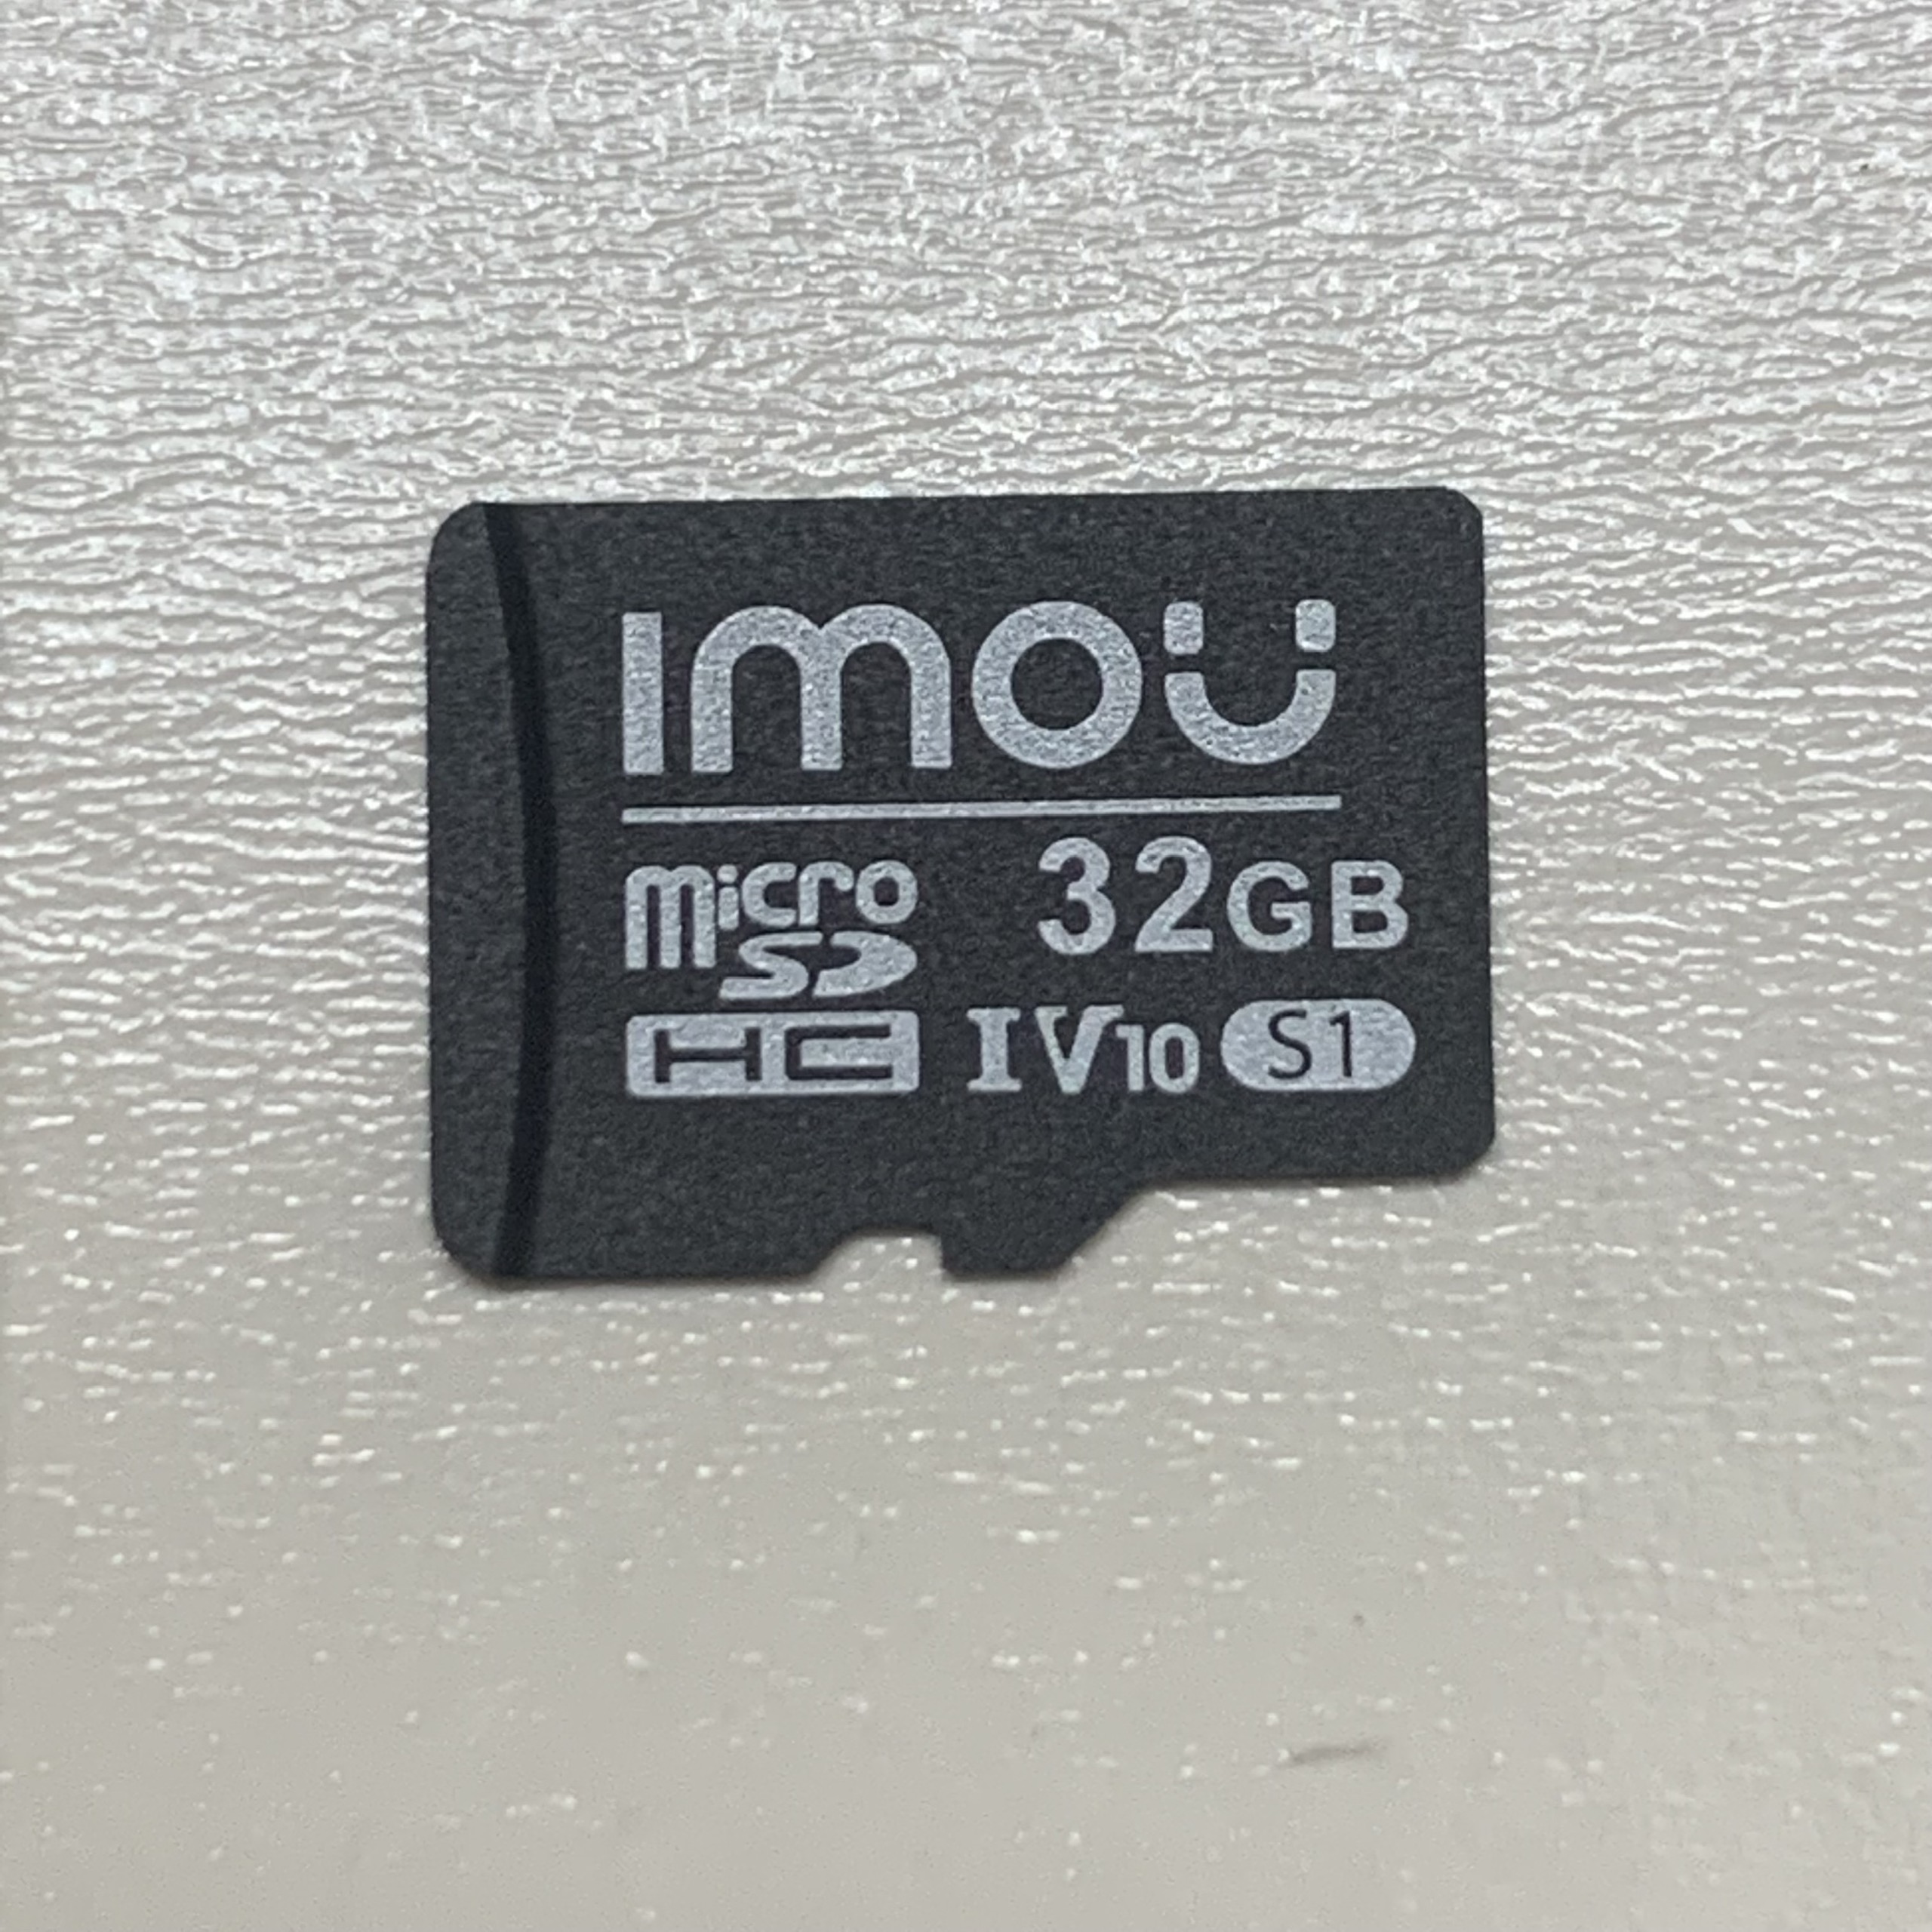 imou
micro 32GB
SD
HC I V10 S1